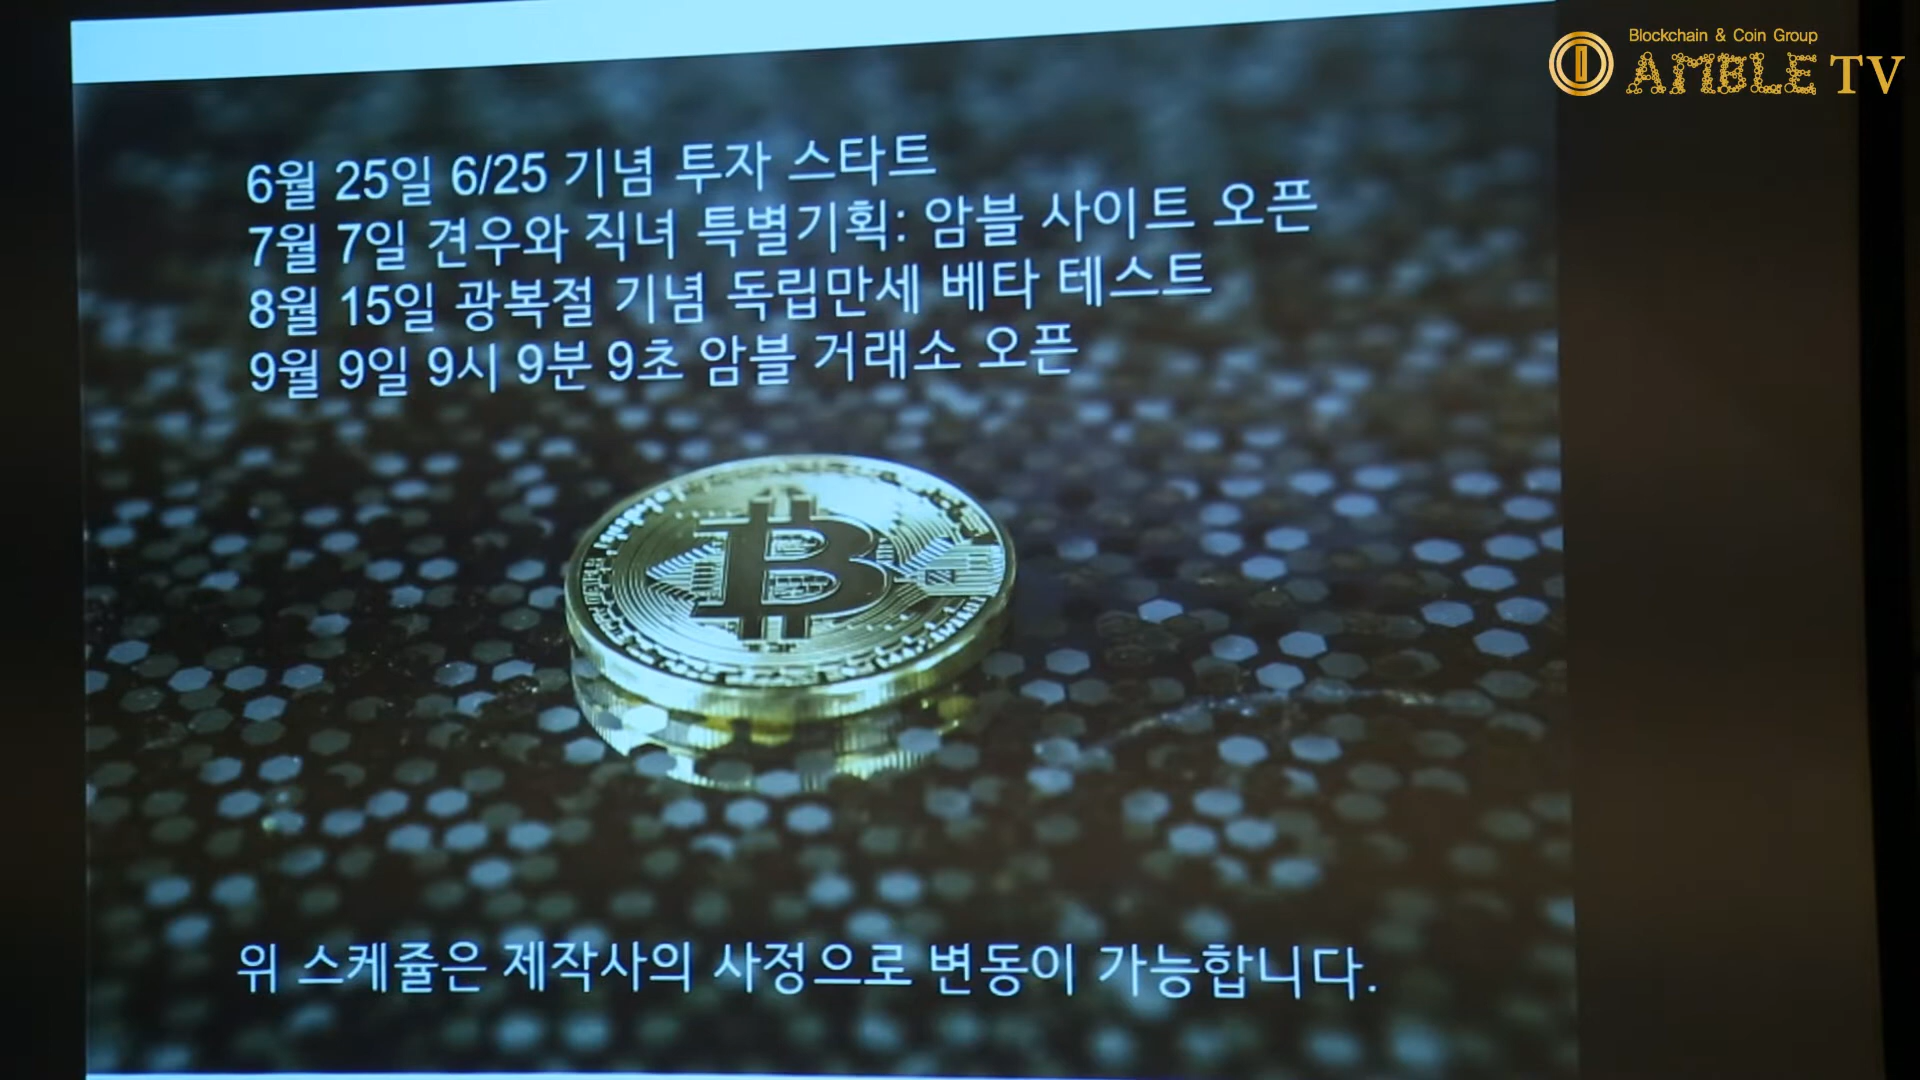 Blockchain & Coin Group
AMBLE TV
6월 25일 6/25 기념 투자 스타트
7월 7일 견우와 직녀 특별기획: 암블 사이트 오픈
8월 15일 광복절 기념 독립만세 베타 테스트
9월 9일 9시 9분 9초 암블 거래소 오픈
위 스케쥴은 제작사의 사정으로 변동이 가능합니다.